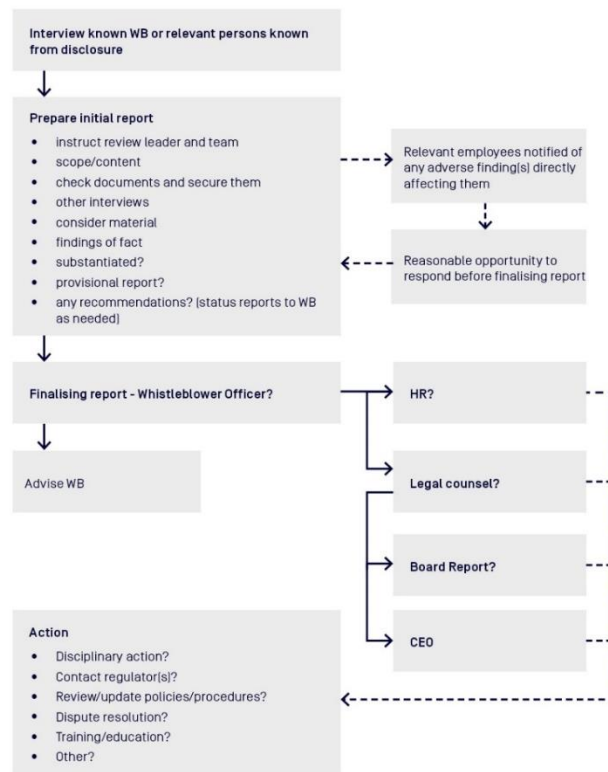 Interview known WB or relevant persons known
from disclosure
Prepare initial report
• instruct review leader and team
• scope/content
• check documents and secure them
• other interviews
• consider material
• findings of fact
• substantiated?
• provisional report?
• any recommendations? (status reports to WB
as needed)
Relevant employees notified of
any adverse finding(s) directly
affecting them
Reasonable opportunity to
respond before finalising report
Finalising report - Whistleblower Officer?
HR?
Advise WB
Legal counsel?
Board Report?
CEO
Action
• Disciplinary action?
• Contact regulator(s)?
• Review/update policies/procedures?
• Dispute resolution?
• Training/education?
• Other?